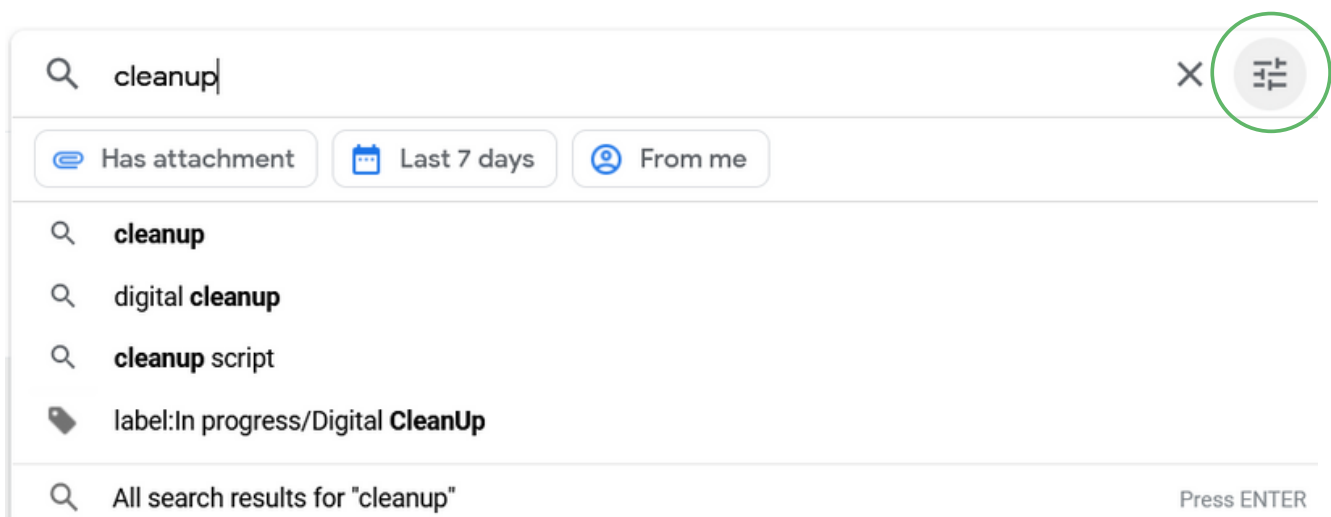 cleanup
Has attachment Last 7 days From me
cleanup
digital cleanup
cleanup script
label:In progress/Digital CleanUp
All search results for "cleanup" Press ENTER